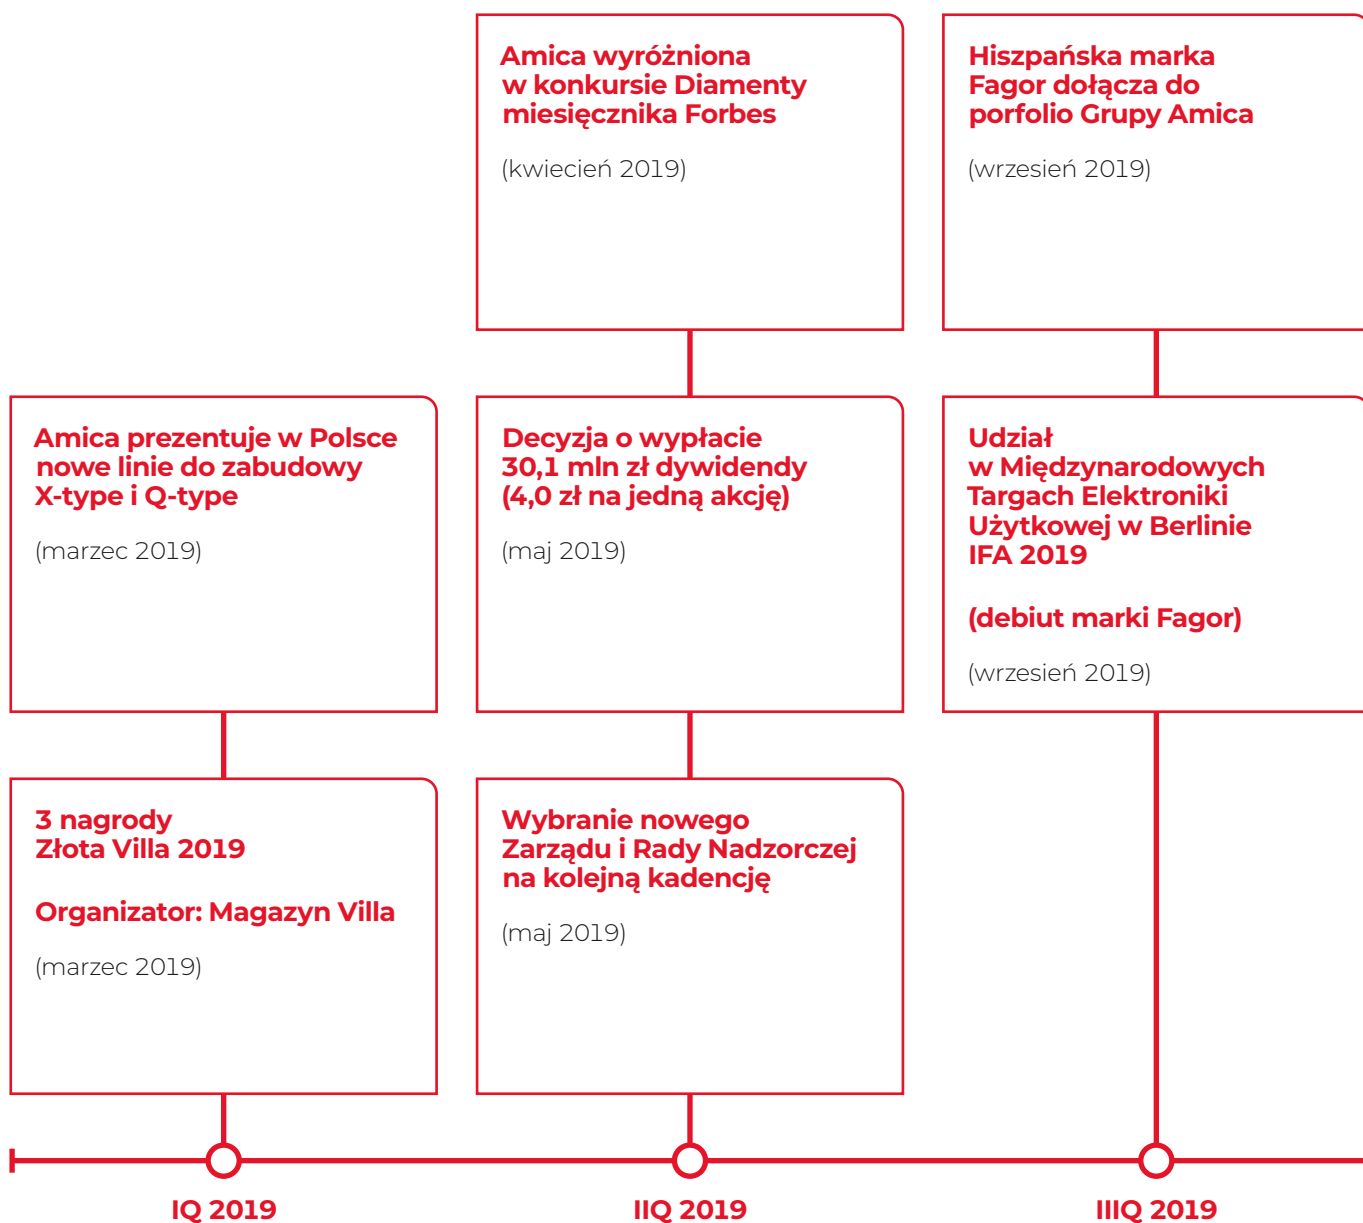 Amica wyróżniona
w konkursie Diamenty
miesięcznika Forbes
(kwiecień 2019)
Hiszpańska marka
Fagor dołącza do
porfolio Grupy Amica
(wrzesień 2019)
Amica prezentuje w Polsce
nowe linie do zabudowy
X-type i Q-type
(marzec 2019)
Decyzja o wypłacie
30,1 mln zł dywidendy
(4,0 zł na jedną akcję)
(maj 2019)
Udział
w Międzynarodowych
Targach Elektroniki
Użytkowej w Berlinie
IFA 2019
(debiut marki Fagor)
(wrzesień 2019)
3 nagrody
Złota Villa 2019
Organizator: Magazyn Villa
(marzec 2019)
Wybranie nowego
Zarządu i Rady Nadzorczej
na kolejną kadencję
(maj 2019)
IQ 2019
IIQ 2019
IIIQ 2019